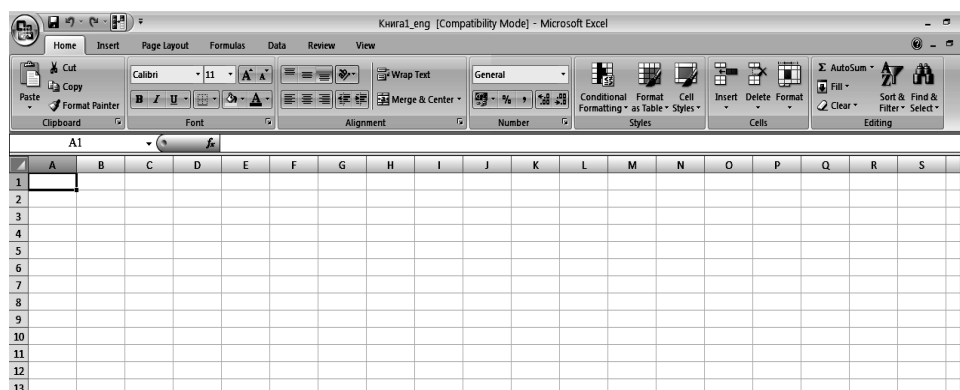 Книга1_eng [Compatibility Mode] - Microsoft Excel
Home Insert Page Layout Formulas Data Review View
Cut
Copy
Format Painter
Paste
Clipboard
Calibri 11
B I U A
Font
Wrap Text
Merge & Center
Alignment
General
% ,
Number
Conditional Formatting
Format as Table
Cell Styles
Styles
Insert Delete Format
Cells
Σ AutoSum
Fill
Clear
Sort & Filter
Find & Select
Editing
A1 fx
A B C D E F G H I J K L M N O P Q R S
1
2
3
4
5
6
7
8
9
10
11
12
13